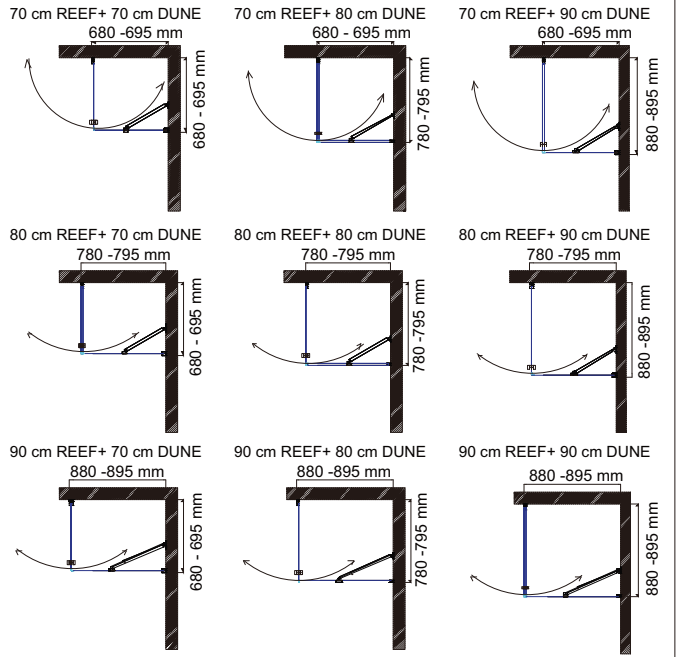 70 cm REEF+ 70 cm DUNE
680 -695 mm
680 - 695 mm
70 cm REEF+ 80 cm DUNE
680 - 695 mm
780 -795 mm
70 cm REEF+ 90 cm DUNE
680 -695 mm
880 -895 mm
80 cm REEF+ 70 cm DUNE
780 -795 mm
680 - 695 mm
80 cm REEF+ 80 cm DUNE
780 -795 mm
780 -795 mm
80 cm REEF+ 90 cm DUNE
780 -795 mm
880 -895 mm
90 cm REEF+ 70 cm DUNE
880 -895 mm
680 - 695 mm
90 cm REEF+ 80 cm DUNE
880 -895 mm
780 -795 mm
90 cm REEF+ 90 cm DUNE
880 -895 mm
880 -895 mm